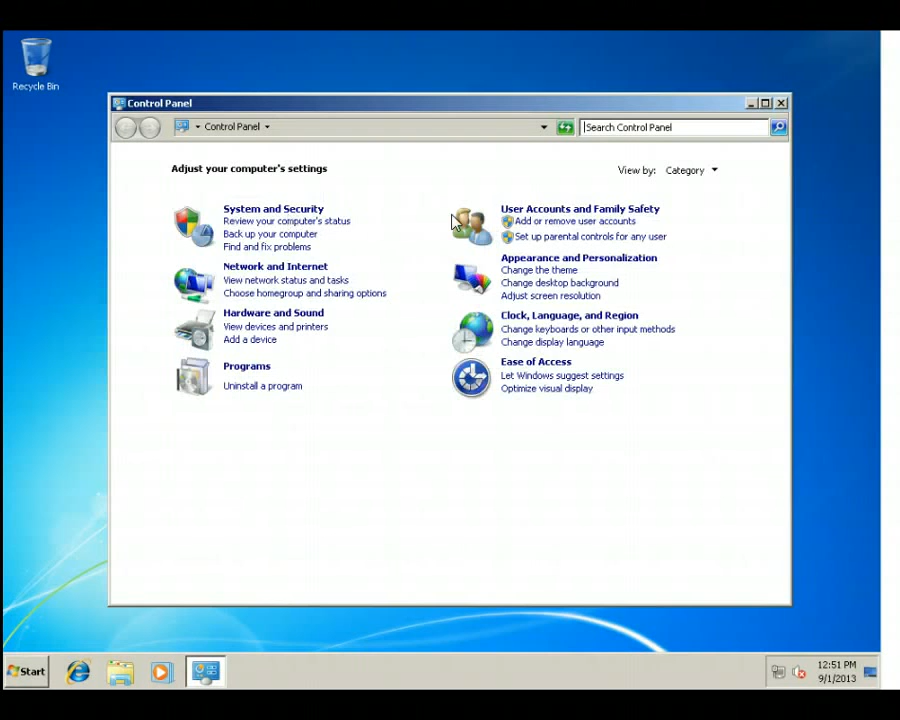 Recycle Bin
Control Panel
Control Panel
Search Control Panel
Adjust your computer's settings
View by: Category
System and Security
Review your computer's status
Back up your computer
Find and fix problems
Network and Internet
View network status and tasks
Choose homegroup and sharing options
Hardware and Sound
View devices and printers
Add a device
Programs
Uninstall a program
User Accounts and Family Safety
Add or remove user accounts
Set up parental controls for any user
Appearance and Personalization
Change the theme
Change desktop background
Adjust screen resolution
Clock, Language, and Region
Change keyboards or other input methods
Change display language
Ease of Access
Let Windows suggest settings
Optimize visual display
Start
12:51 PM
9/1/2013